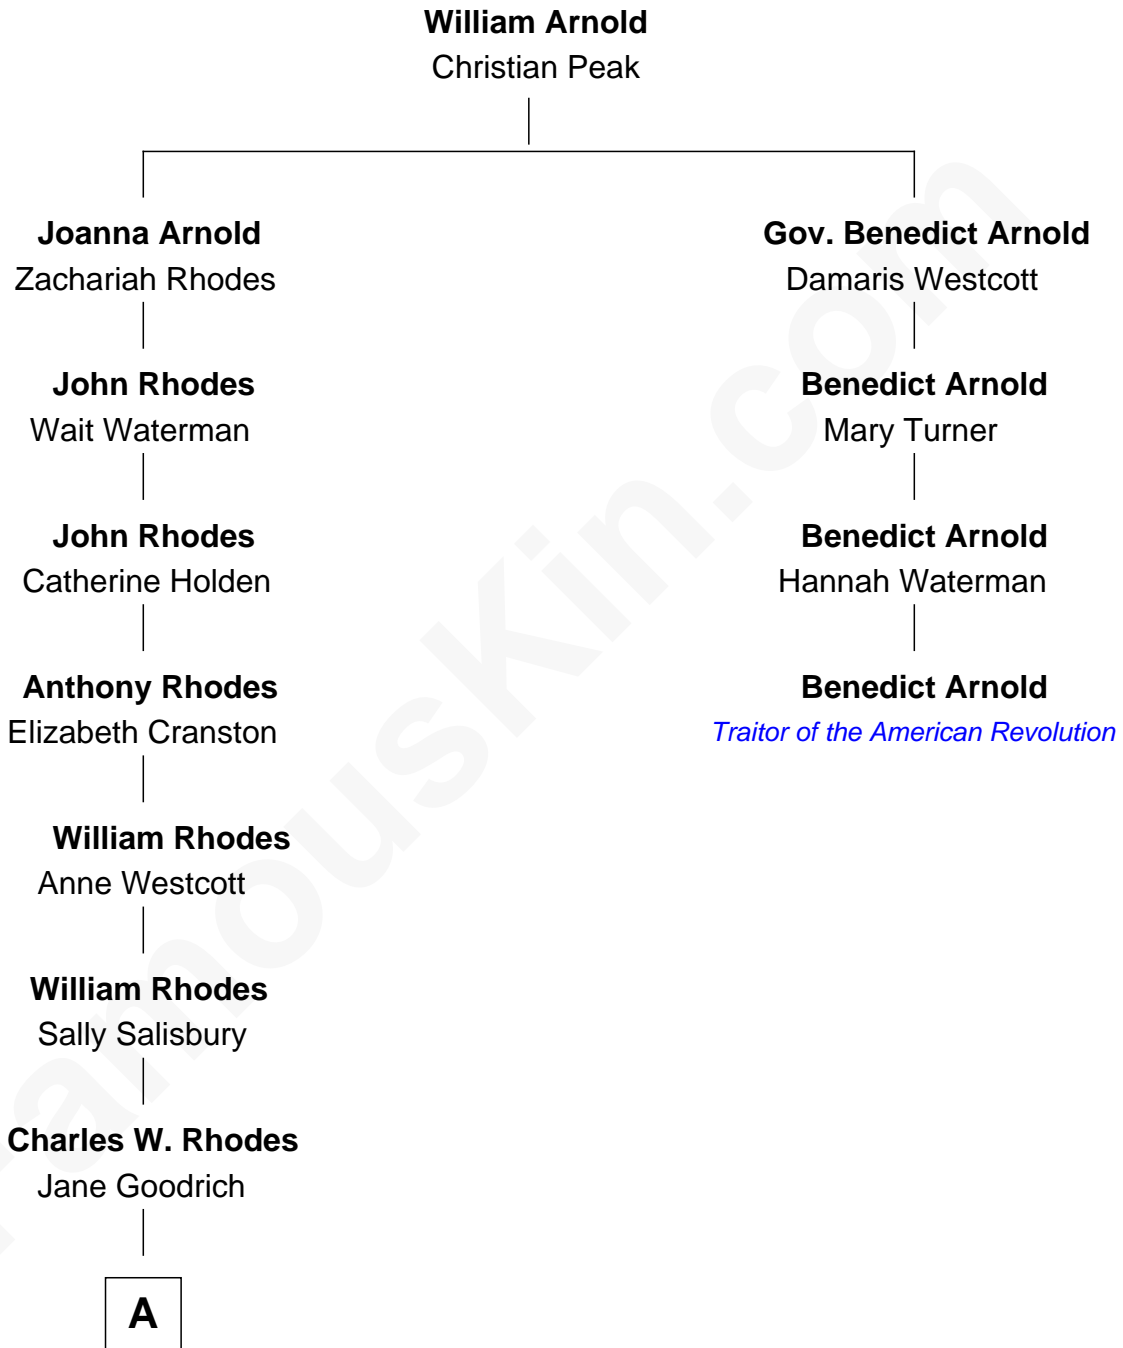 William Arnold
Christian Peak
Joanna Arnold
Zachariah Rhodes
Gov. Benedict Arnold
Damaris Westcott
John Rhodes
Wait Waterman
Benedict Arnold
Mary Turner
John Rhodes
Catherine Holden
Benedict Arnold
Hannah Waterman
Anthony Rhodes
Elizabeth Cranston
Benedict Arnold
Traitor of the American Revolution
William Rhodes
Anne Westcott
William Rhodes
Sally Salisbury
Charles W. Rhodes
Jane Goodrich
A
FamousKin.com